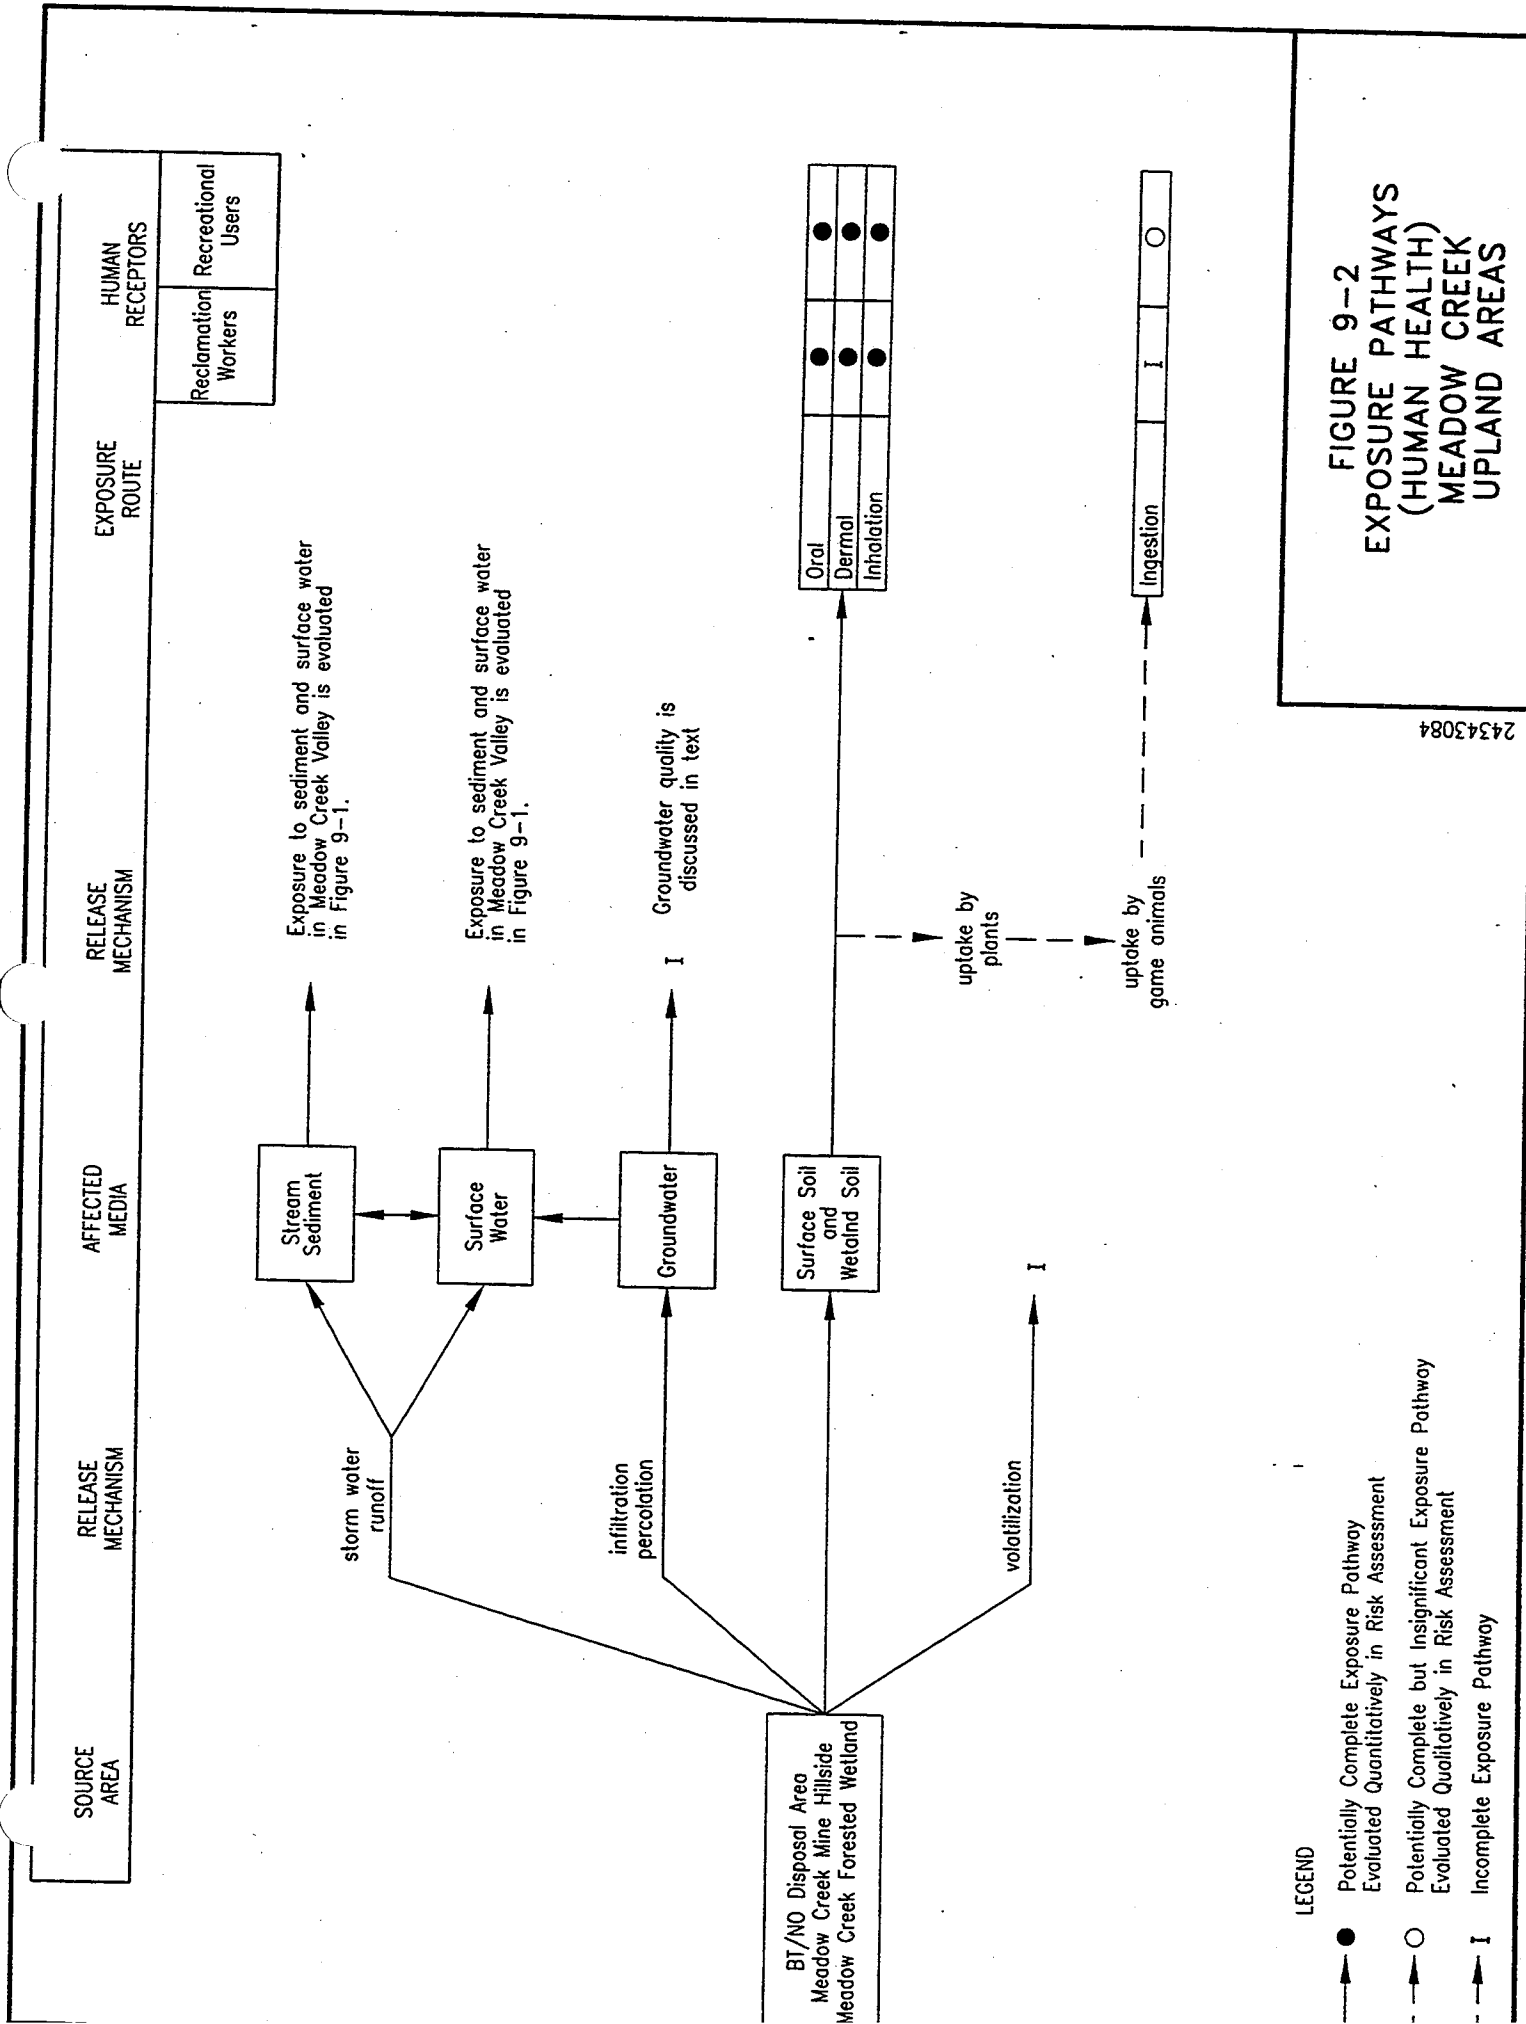 SOURCE
AREA
RELEASE
MECHANISM
AFFECTED
MEDIA
RELEASE
MECHANISM
EXPOSURE
ROUTE
HUMAN
RECEPTORS
Reclamation
Workers
Recreational
Users
storm water
runoff
Stream
Sediment
Exposure to sediment and surface water
in Meadow Creek Valley is evaluated
in Figure 9-1.
Surface
Water
Exposure to sediment and surface water
in Meadow Creek Valley is evaluated
in Figure 9-1.
infiltration
percolation
Groundwater
I
Groundwater quality is
discussed in text
BT/NO Disposal Area
Meadow Creek Mine Hillside
Meadow Creek Forested Wetland
Surface Soil
and
Wetalnd Soil
Oral
Dermal
Inhalation
uptake by
plants
volatilization
I
uptake by
game animals
Ingestion
I
LEGEND
Potentially Complete Exposure Pathway
Evaluated Quantitatively in Risk Assessment
Potentially Complete but Insignificant Exposure Pathway
Evaluated Qualitatively in Risk Assessment
I Incomplete Exposure Pathway
24343084
FIGURE 9-2
EXPOSURE PATHWAYS
(HUMAN HEALTH)
MEADOW CREEK
UPLAND AREAS